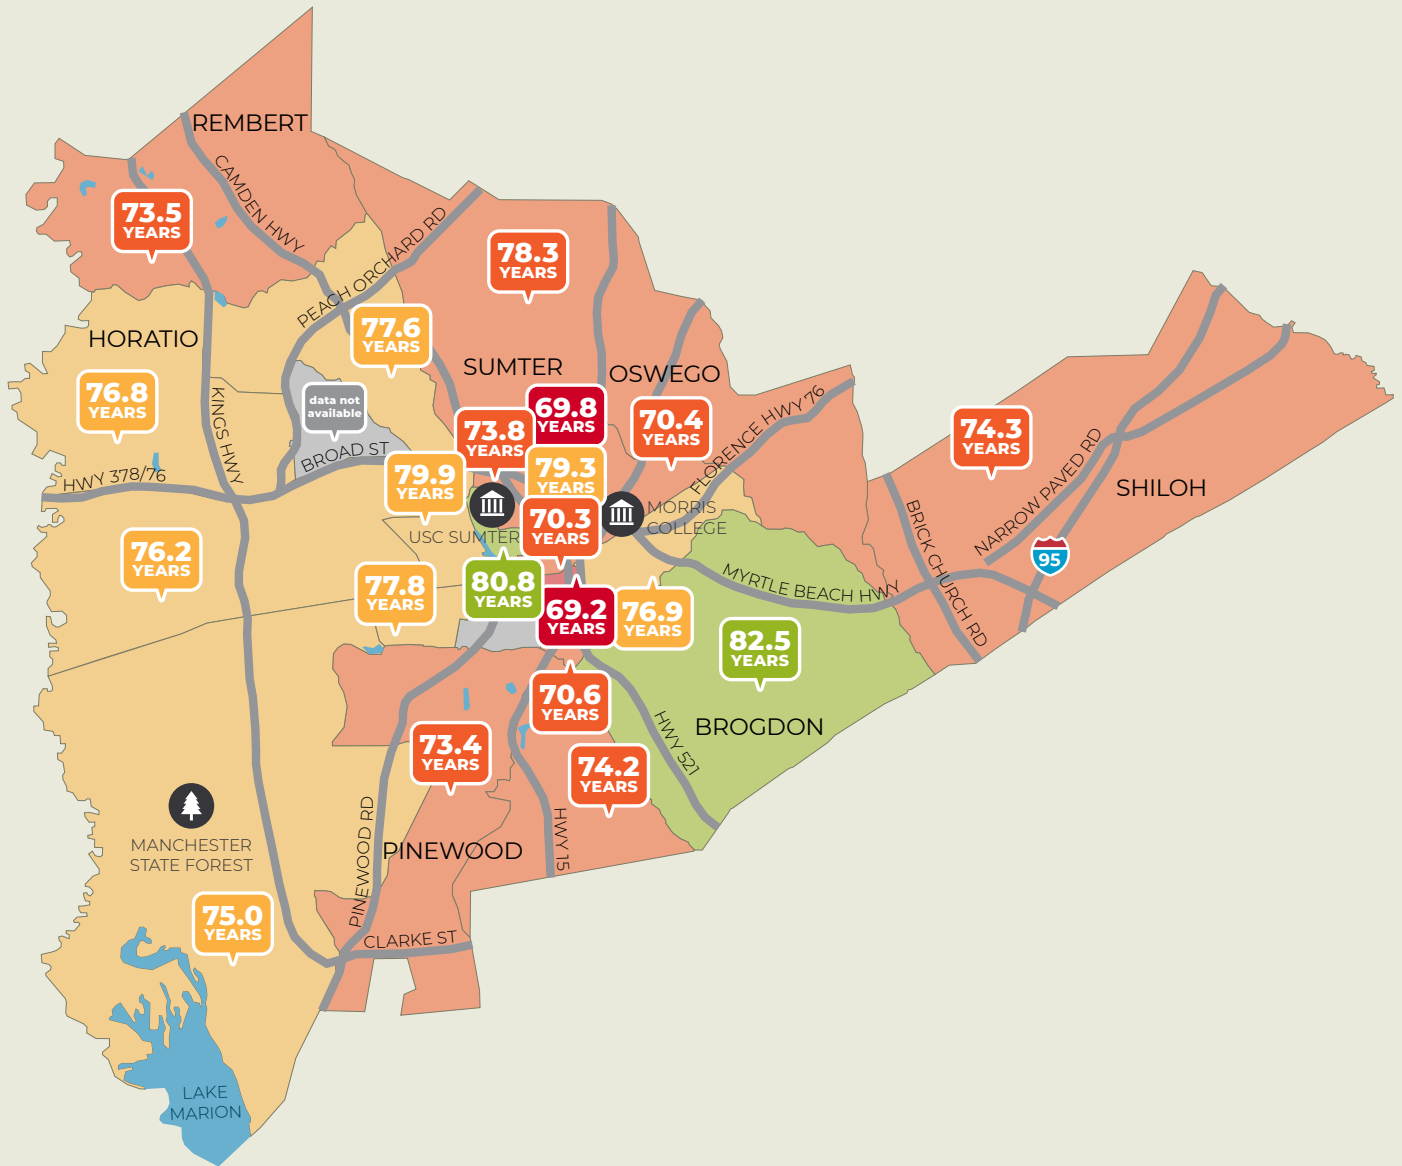 REMBERT
CAMDEN HWY
73.5
YEARS
PEACH ORCHARD RD
78.3
YEARS
HORATIO
77.6
YEARS
SUMTER
OSWEGO
76.8
YEARS
KINGS HWY
data not
available
69.8
YEARS
70.4
YEARS
FLORENCE HWY 76
73.8
YEARS
74.3
YEARS
NARROW PAVED RD
SHILOH
BROAD ST
HWY 378/76
79.9
YEARS
79.3
YEARS
MORRIS
COLLEGE
USC SUMTER
70.3
YEARS
BRICK CHURCH RD
95
76.2
YEARS
77.8
YEARS
80.8
YEARS
69.2
YEARS
76.9
YEARS
MYRTLE BEACH HWY
82.5
YEARS
70.6
YEARS
HWY 521
BROGDON
73.4
YEARS
74.2
YEARS
MANCHESTER
STATE FOREST
PINEWOOD RD
PINEWOOD
HWY 15
75.0
YEARS
CLARKE ST
LAKE
MARION